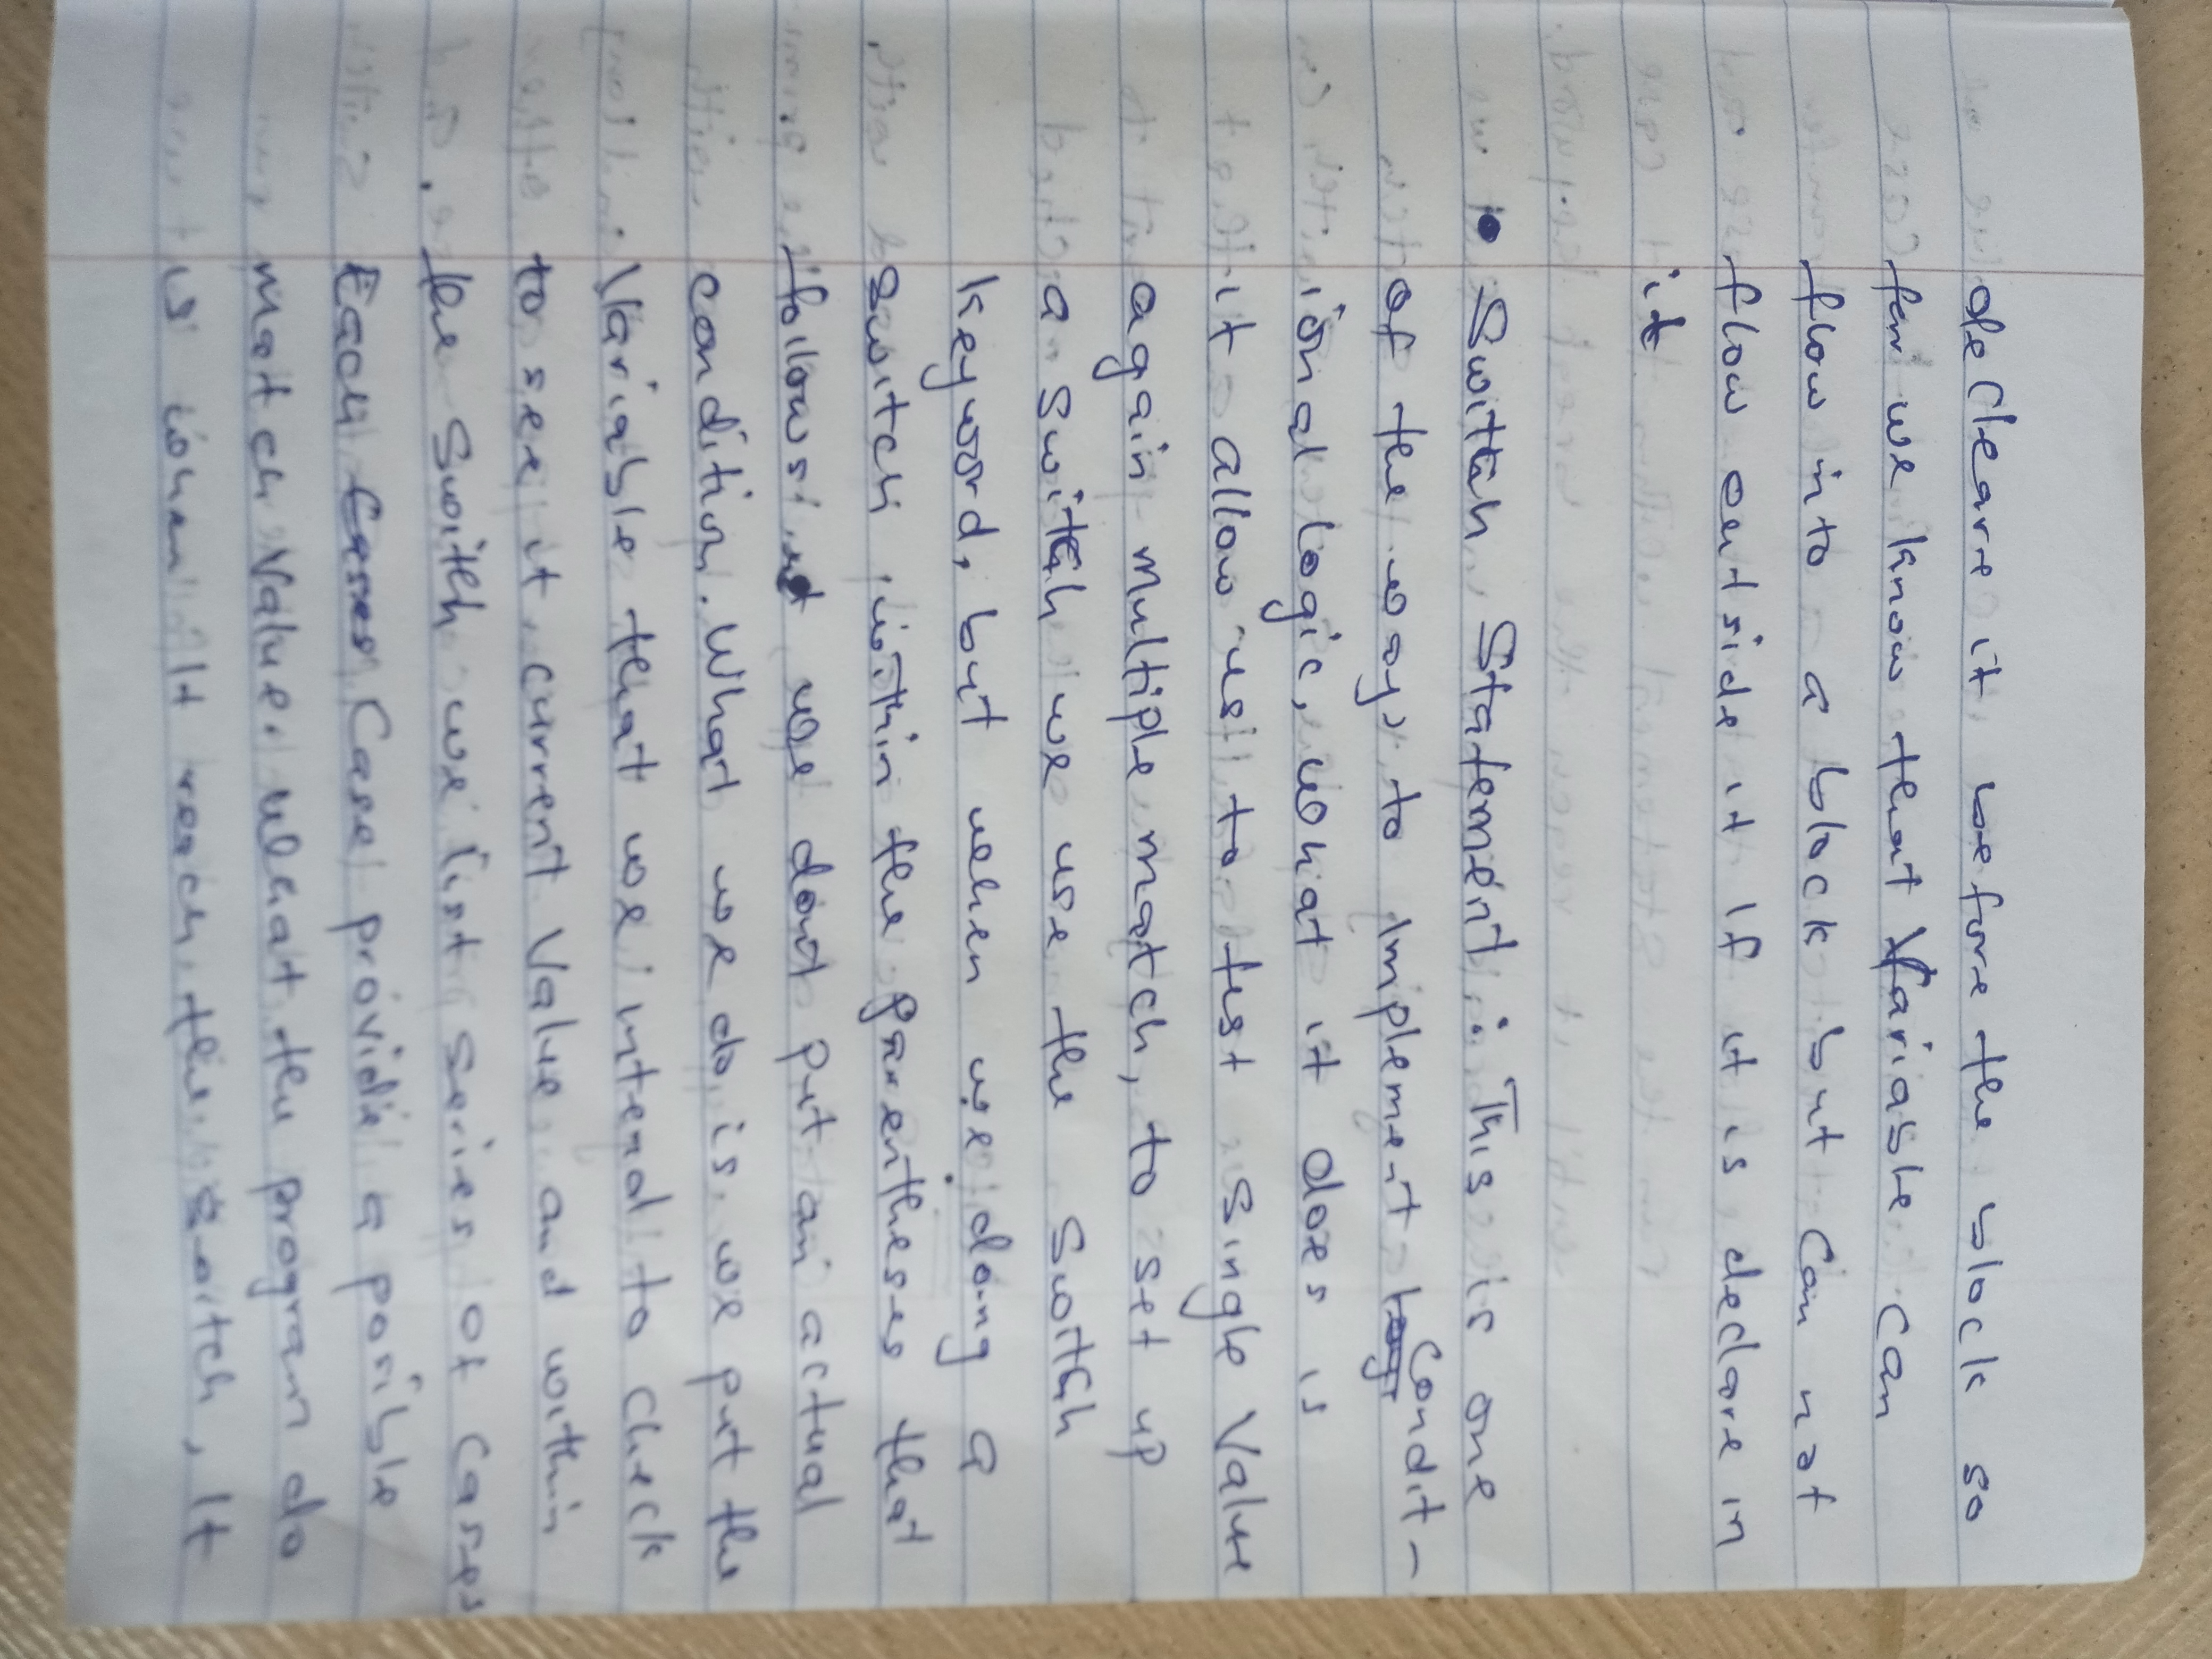 decleare it before the block so
far we know that Variable can
flow into a block but can not
flow outside it If it is declare in
it
• Switch Statement : This is one
of the ways to implement Condit-
ional logic, what it does is
it allow us to test Single Value
again multiple match, to set up
a Switch we use the Switch
keyword, but when we doing a
Switch within the parentheses that
follows we dont put an actual
condition. What we do is we put the
Variable that we intend to check
to see it current Value and within
the Switch we list series of Cases
Each Case provide a posible
match Value what the program do
is when It reach the switch, It